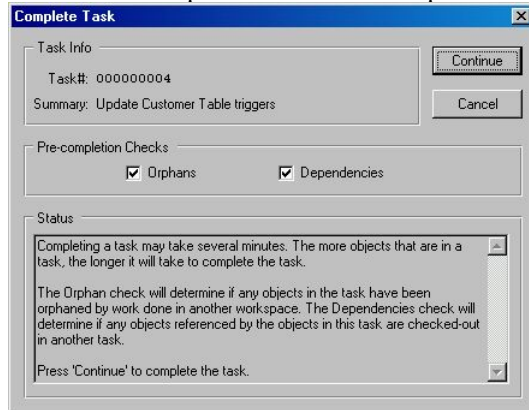 Complete Task
Task Info
Continue
Task#: 000000004
Summary: Update Customer Table triggers
Cancel
Pre-completion Checks
Orphans
Dependencies
Status
Completing a task may take several minutes. The more objects that are in a
task, the longer it will take to complete the task.
The Orphan check will determine if any objects in the task have been
orphaned by work done in another workspace. The Dependencies check will
determine if any objects referenced by the objects in this task are checked-out
in another task.
Press 'Continue' to complete the task.